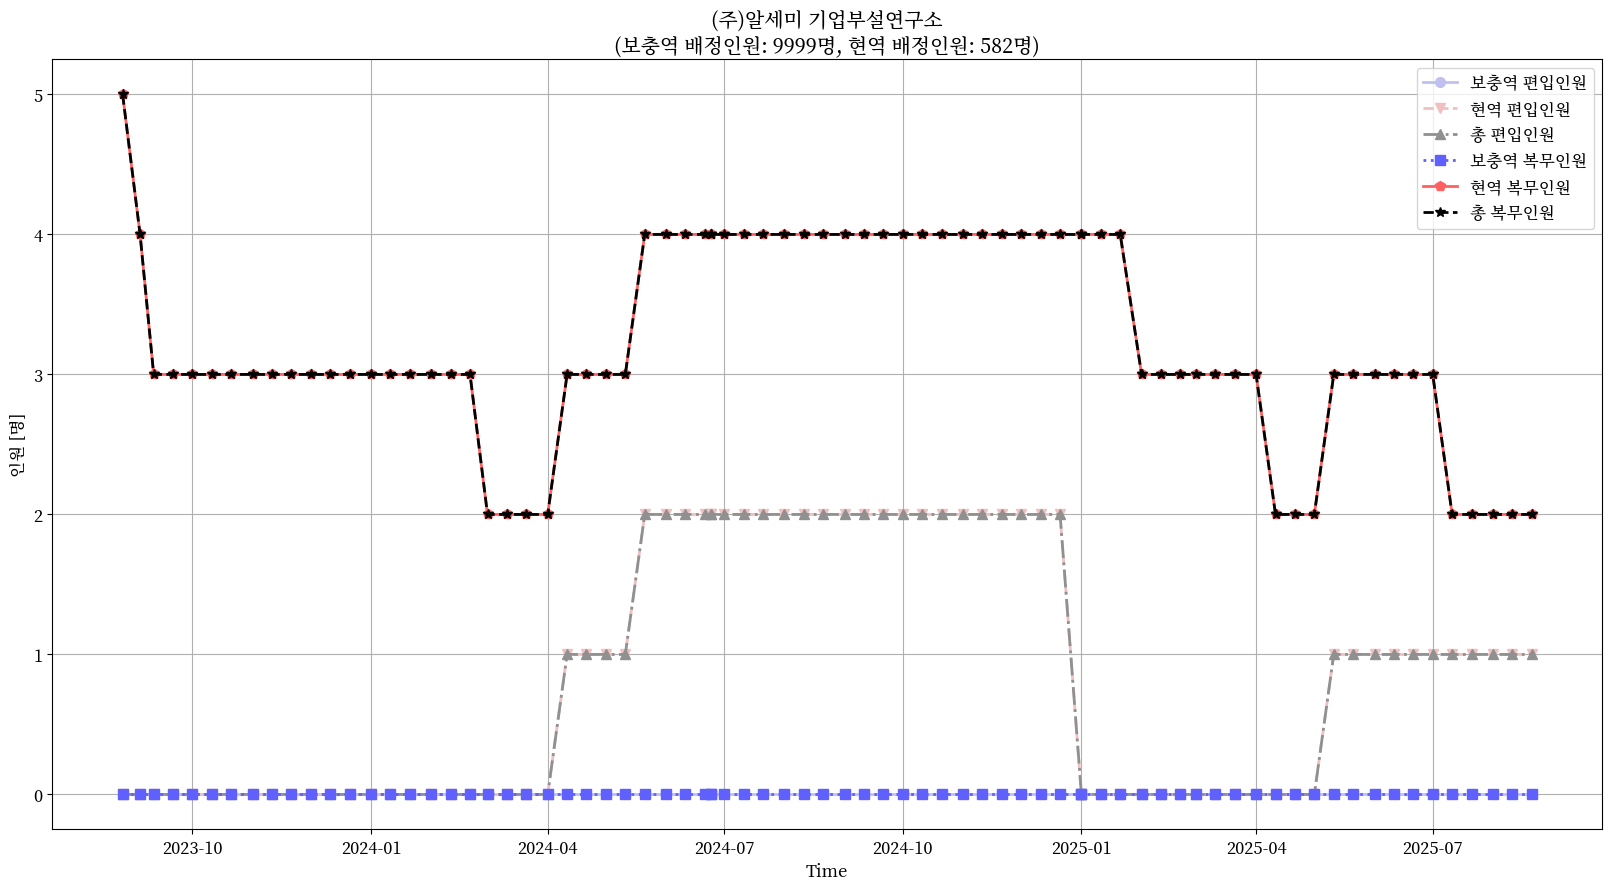 (주)알세미 기업부설연구소
(보충역 배정인원: 9999명, 현역 배정인원: 582명)
보충역 편입인원
현역 편입인원
총 편입인원
보충역 복무인원
현역 복무인원
총 복무인원
인원 [명]
5
4
3
2
1
0
2023-10
2024-01
2024-04
2024-07
2024-10
2025-01
2025-04
2025-07
Time